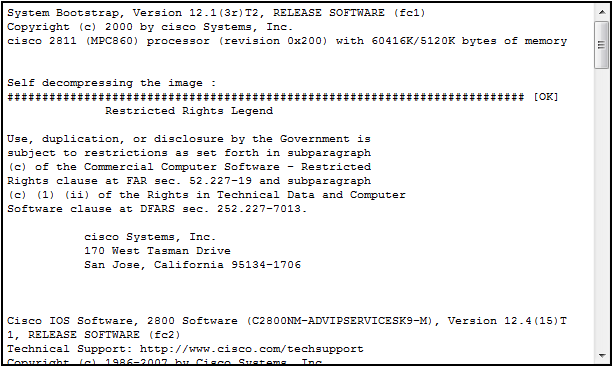 System Bootstrap, Version 12.1(3r)T2, RELEASE SOFTWARE (fc1)
Copyright (c) 2000 by cisco Systems, Inc.
cisco 2811 (MPC860) processor (revision 0x200) with 60416K/5120K bytes of memory
Self decompressing the image :
########################################################################## [OK]
Restricted Rights Legend
Use, duplication, or disclosure by the Government is
subject to restrictions as set forth in subparagraph
(c) of the Commercial Computer Software - Restricted
Rights clause at FAR sec. 52.227-19 and subparagraph
(c) (1) (ii) of the Rights in Technical Data and Computer
Software clause at DFARS sec. 252.227-7013.
cisco Systems, Inc.
170 West Tasman Drive
San Jose, California 95134-1706
Cisco IOS Software, 2800 Software (C2800NM-ADVIPSERVICESK9-M), Version 12.4(15)T
1, RELEASE SOFTWARE (fc2)
Technical Support: http://www.cisco.com/techsupport
Copyright (c) 1986-2007 by Cisco Systems, Inc